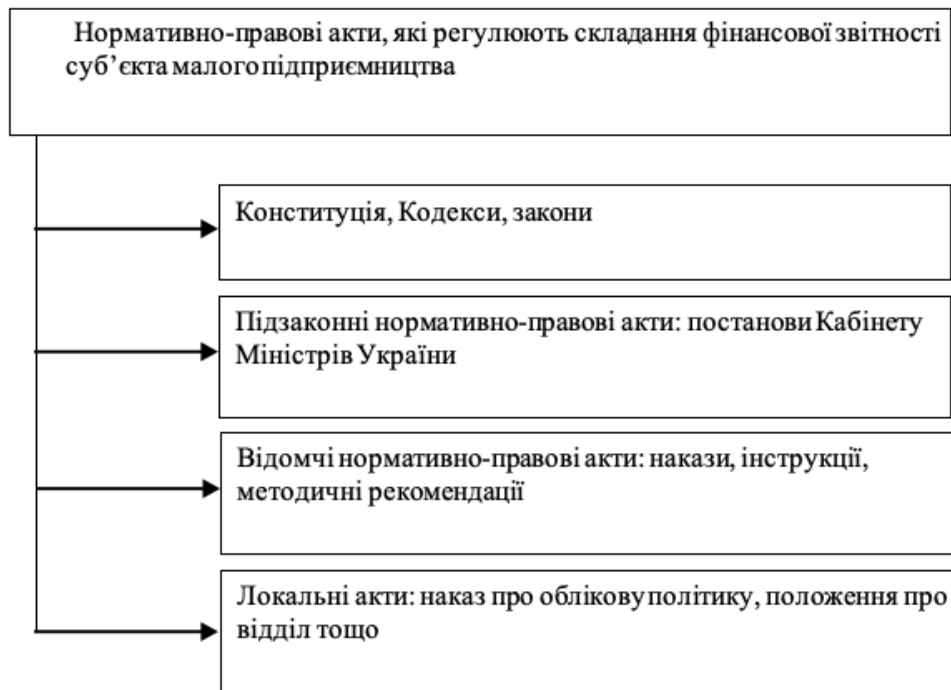 Нормативно-правові акти, які регулюють складання фінансової звітності
суб’єкта малого підприємництва
Конституція, Кодекси, закони
Підзаконні нормативно-правові акти: постанови Кабінету
Міністрів України
Відомчі нормативно-правові акти: накази, інструкції,
методичні рекомендації
Локальні акти: наказ про облікову політику, положення про
відділ тощо